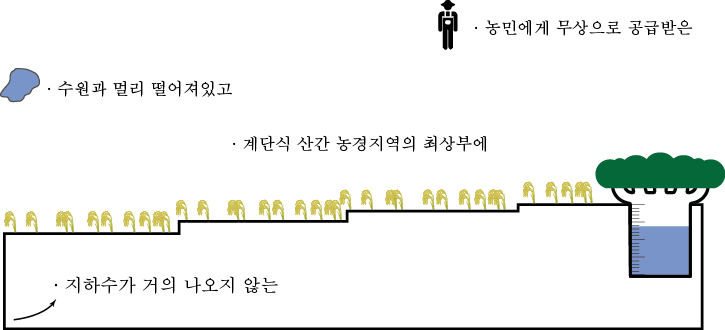 · 농민에게 무상으로 공급받은
· 수원과 멀리 떨어져있고
· 계단식 산간 농경지역의 최상부에
· 지하수가 거의 나오지 않는